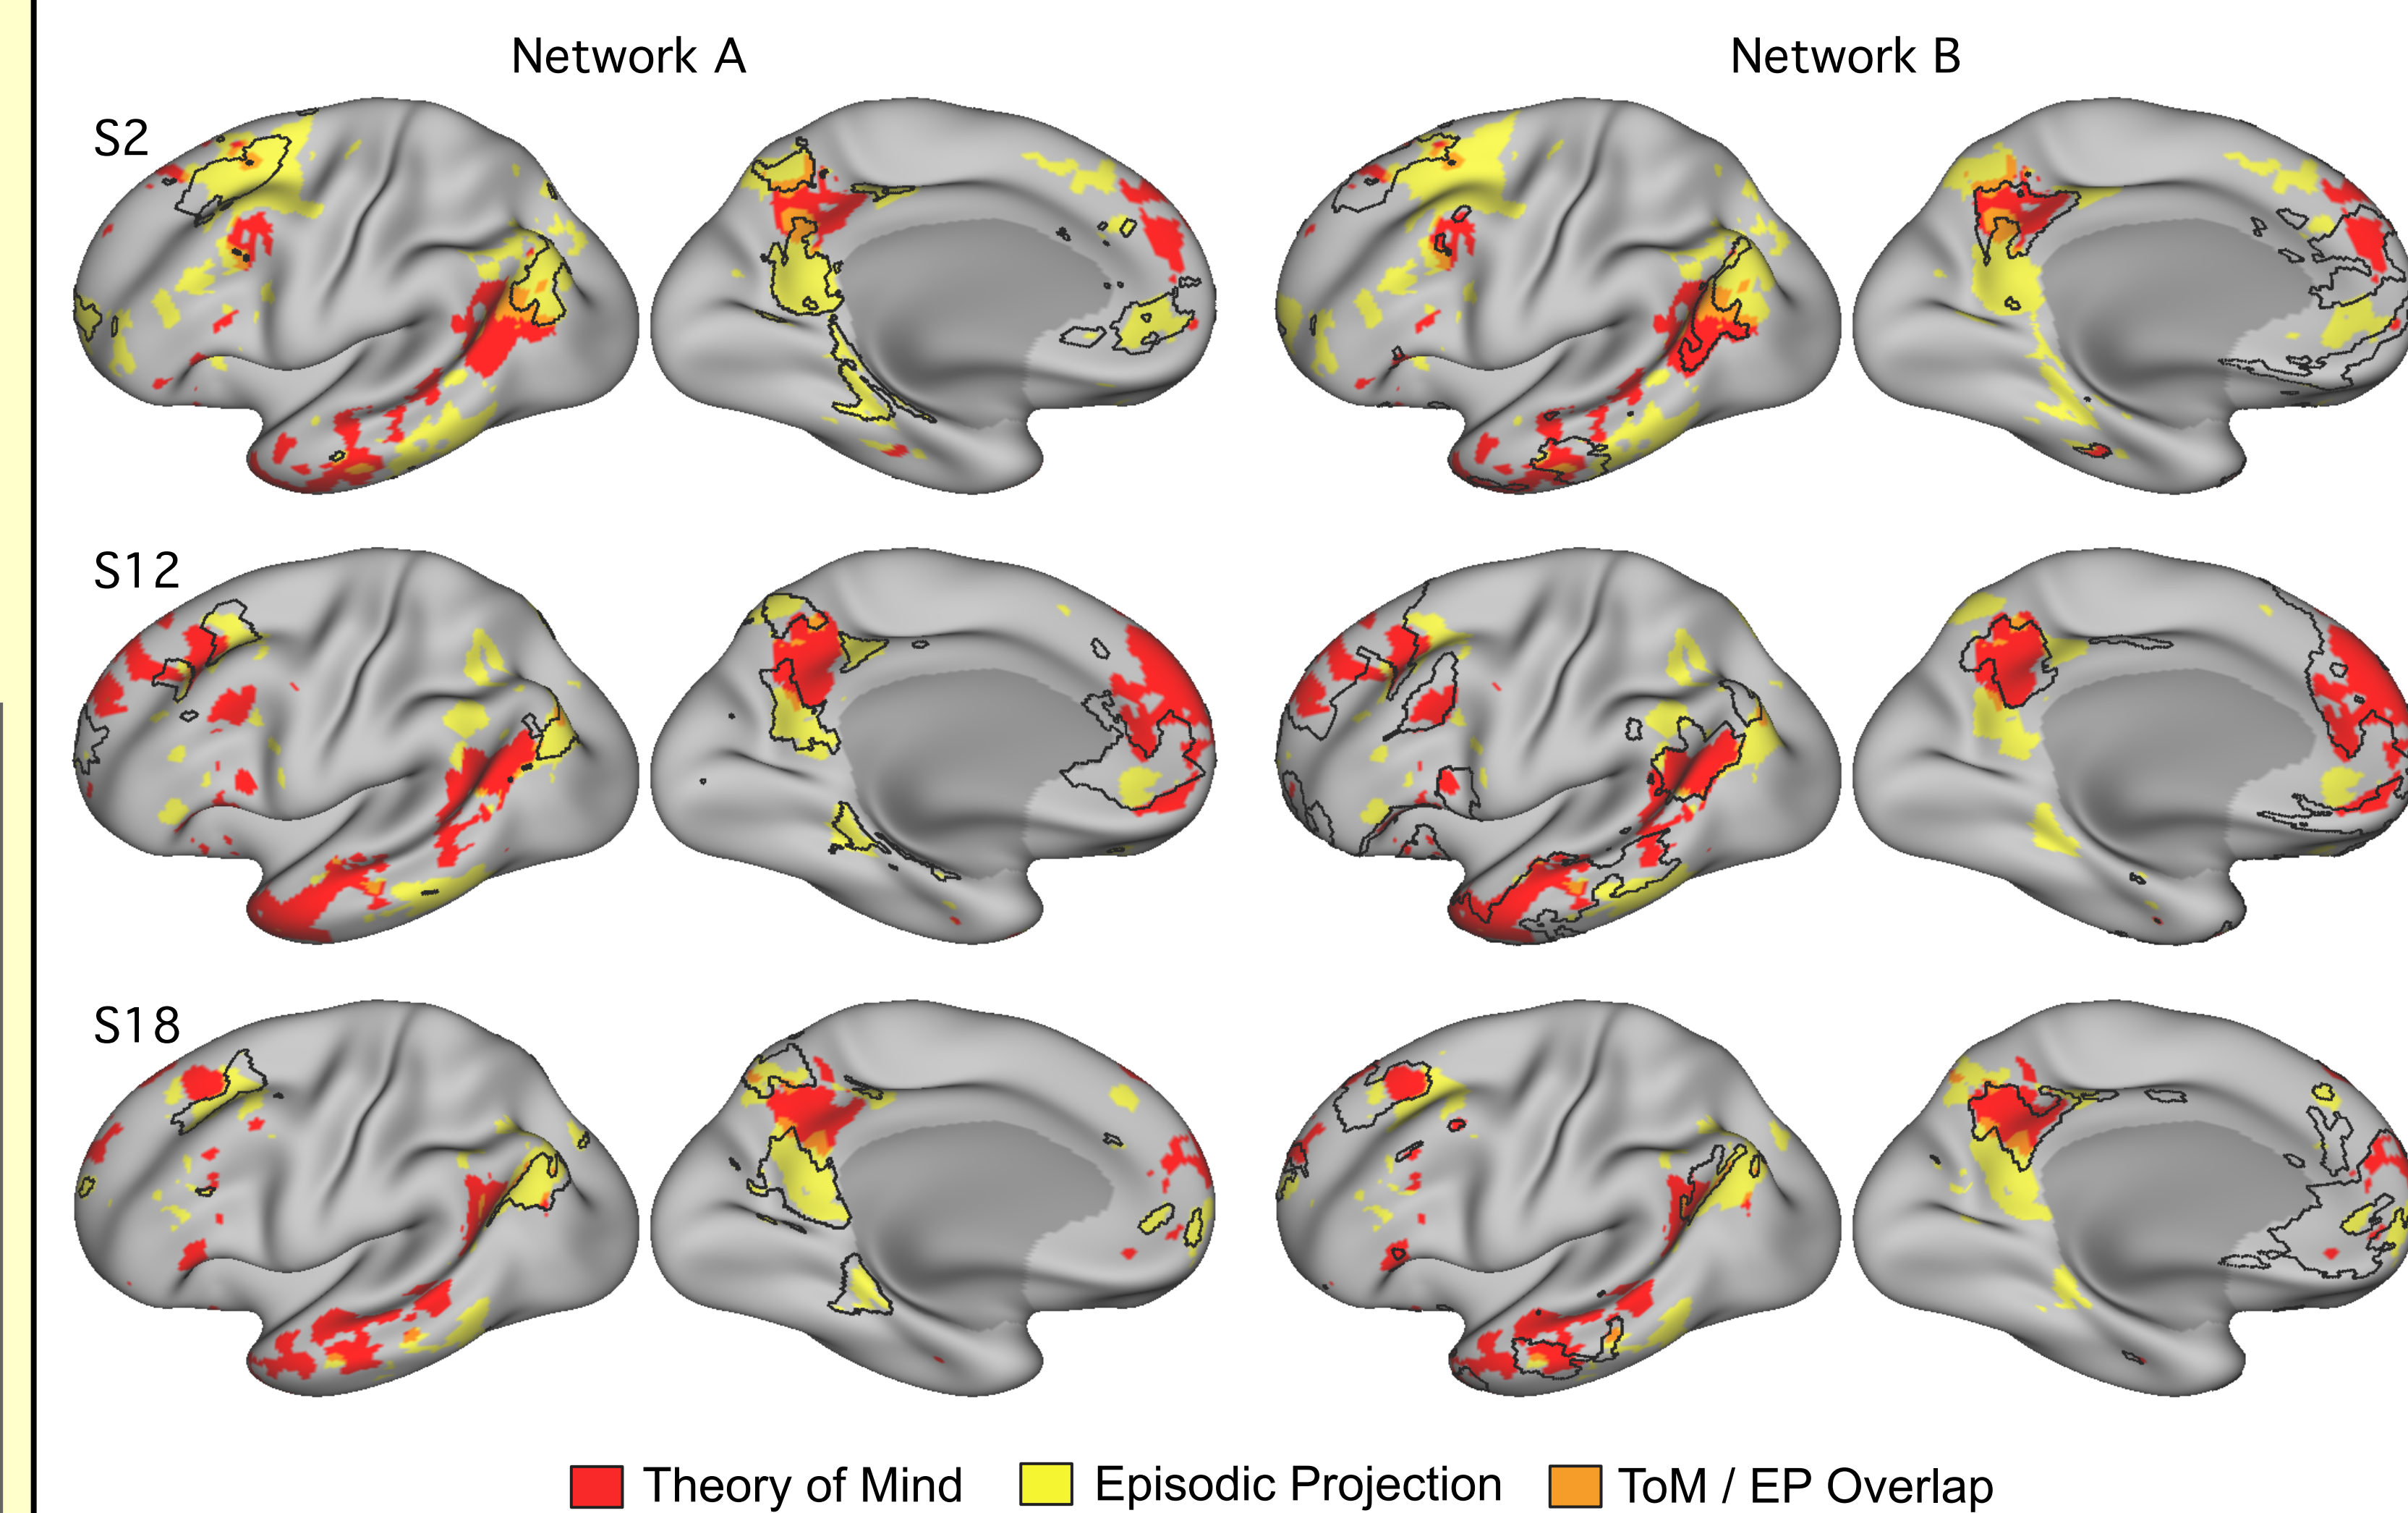 Network A
Network B
S2
S12
S18
Theory of Mind
Episodic Projection
ToM / EP Overlap